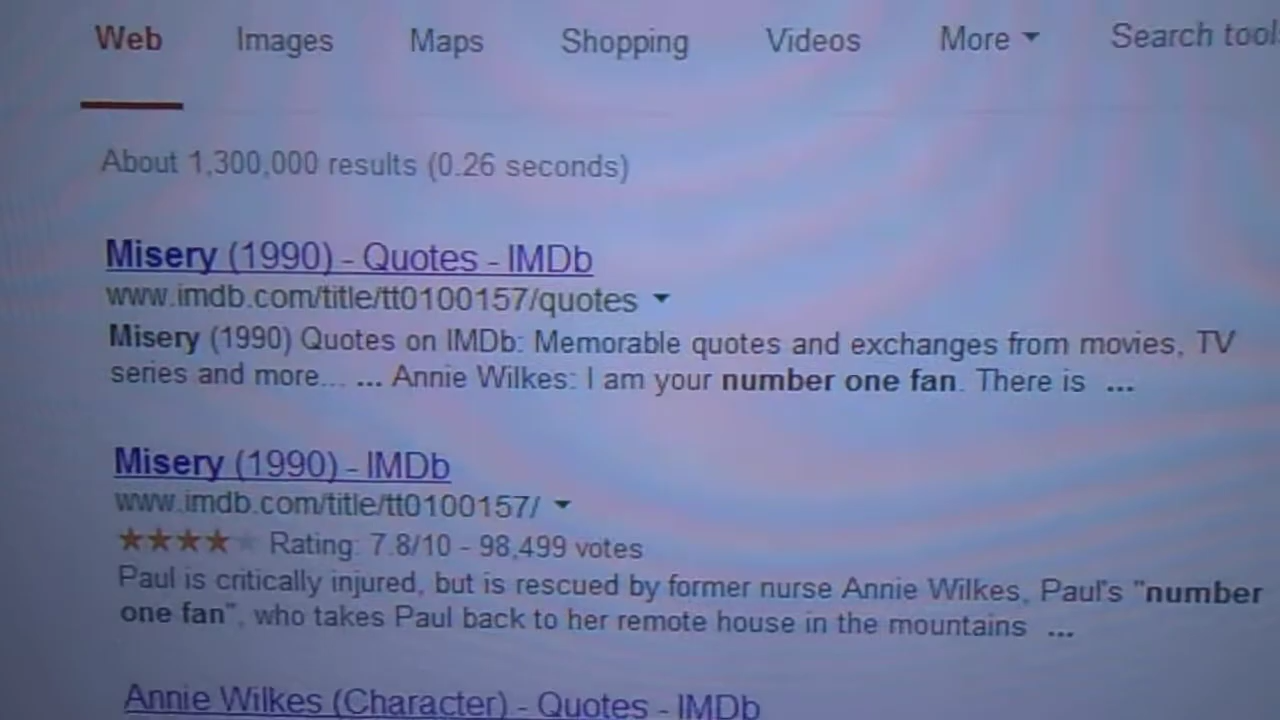 Web Images Maps Shopping Videos More Search tool
About 1,300,000 results (0.26 seconds)
Misery (1990) - Quotes - IMDb
www.imdb.com/title/tt0100157/quotes
Misery (1990) Quotes on IMDb: Memorable quotes and exchanges from movies, TV
series and more... ... Annie Wilkes: I am your number one fan. There is ...
Misery (1990) - IMDb
www.imdb.com/title/tt0100157/
Rating: 7.8/10 - 98,499 votes
Paul is critically injured, but is rescued by former nurse Annie Wilkes, Paul's "number
one fan", who takes Paul back to her remote house in the mountains ...
Annie Wilkes (Character) - Quotes - IMDb